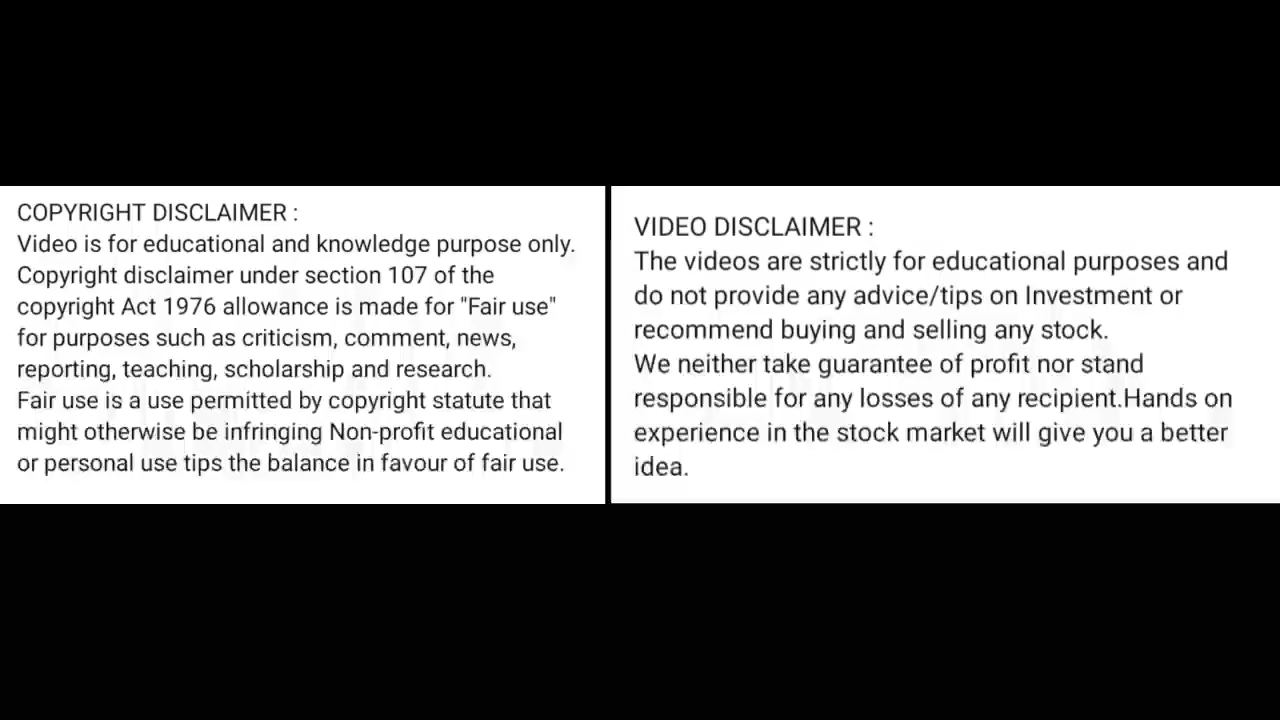 COPYRIGHT DISCLAIMER :
Video is for educational and knowledge purpose only.
Copyright disclaimer under section 107 of the
copyright Act 1976 allowance is made for "Fair use"
for purposes such as criticism, comment, news,
reporting, teaching, scholarship and research.
Fair use is a use permitted by copyright statute that
might otherwise be infringing Non-profit educational
or personal use tips the balance in favour of fair use.
VIDEO DISCLAIMER :
The videos are strictly for educational purposes and
do not provide any advice/tips on Investment or
recommend buying and selling any stock.
We neither take guarantee of profit nor stand
responsible for any losses of any recipient.Hands on
experience in the stock market will give you a better
idea.